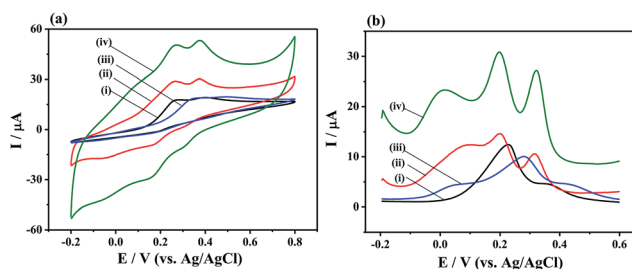 (a)
60
30
0
-30
-60
I / μA
(iv)
(iii)
(ii)
(i)
-0.2
0.0
0.2
0.4
0.6
0.8
E / V (vs. Ag/AgCl)
(b)
30
20
10
0
I / μA
(iv)
(iii)
(ii)
(i)
-0.2
0.0
0.2
0.4
0.6
E / V (vs. Ag/AgCl)